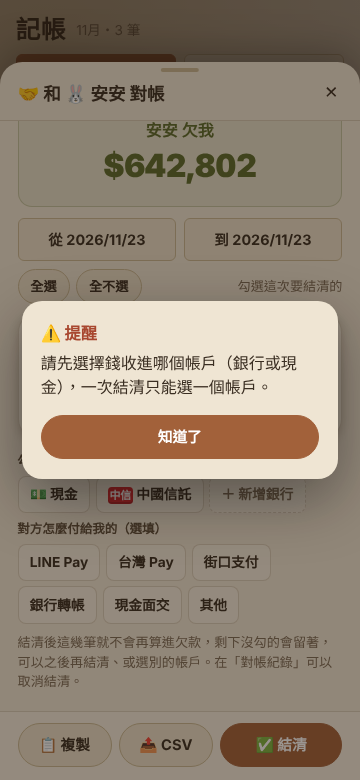 記帳 11月・3 筆
🤝 和 🐰 安安 對帳 ✕
安安 欠我
$642,802
從 2026/11/23 到 2026/11/23
全選 全不選 勾選這次要結清的
⚠️ 提醒
請先選擇錢收進哪個帳戶（銀行或現
金），一次結清只能選一個帳戶。
知道了
💵 現金 中信 中國信託 ＋ 新增銀行
對方怎麼付給我的（選填）
LINE Pay 台灣 Pay 街口支付
銀行轉帳 現金面交 其他
結清後這幾筆就不會再算進欠款，剩下沒勾的會留著，
可以之後再結清、或選別的帳戶。在「對帳紀錄」可以
取消結清。
📋 複製 📤 CSV ✅ 結清